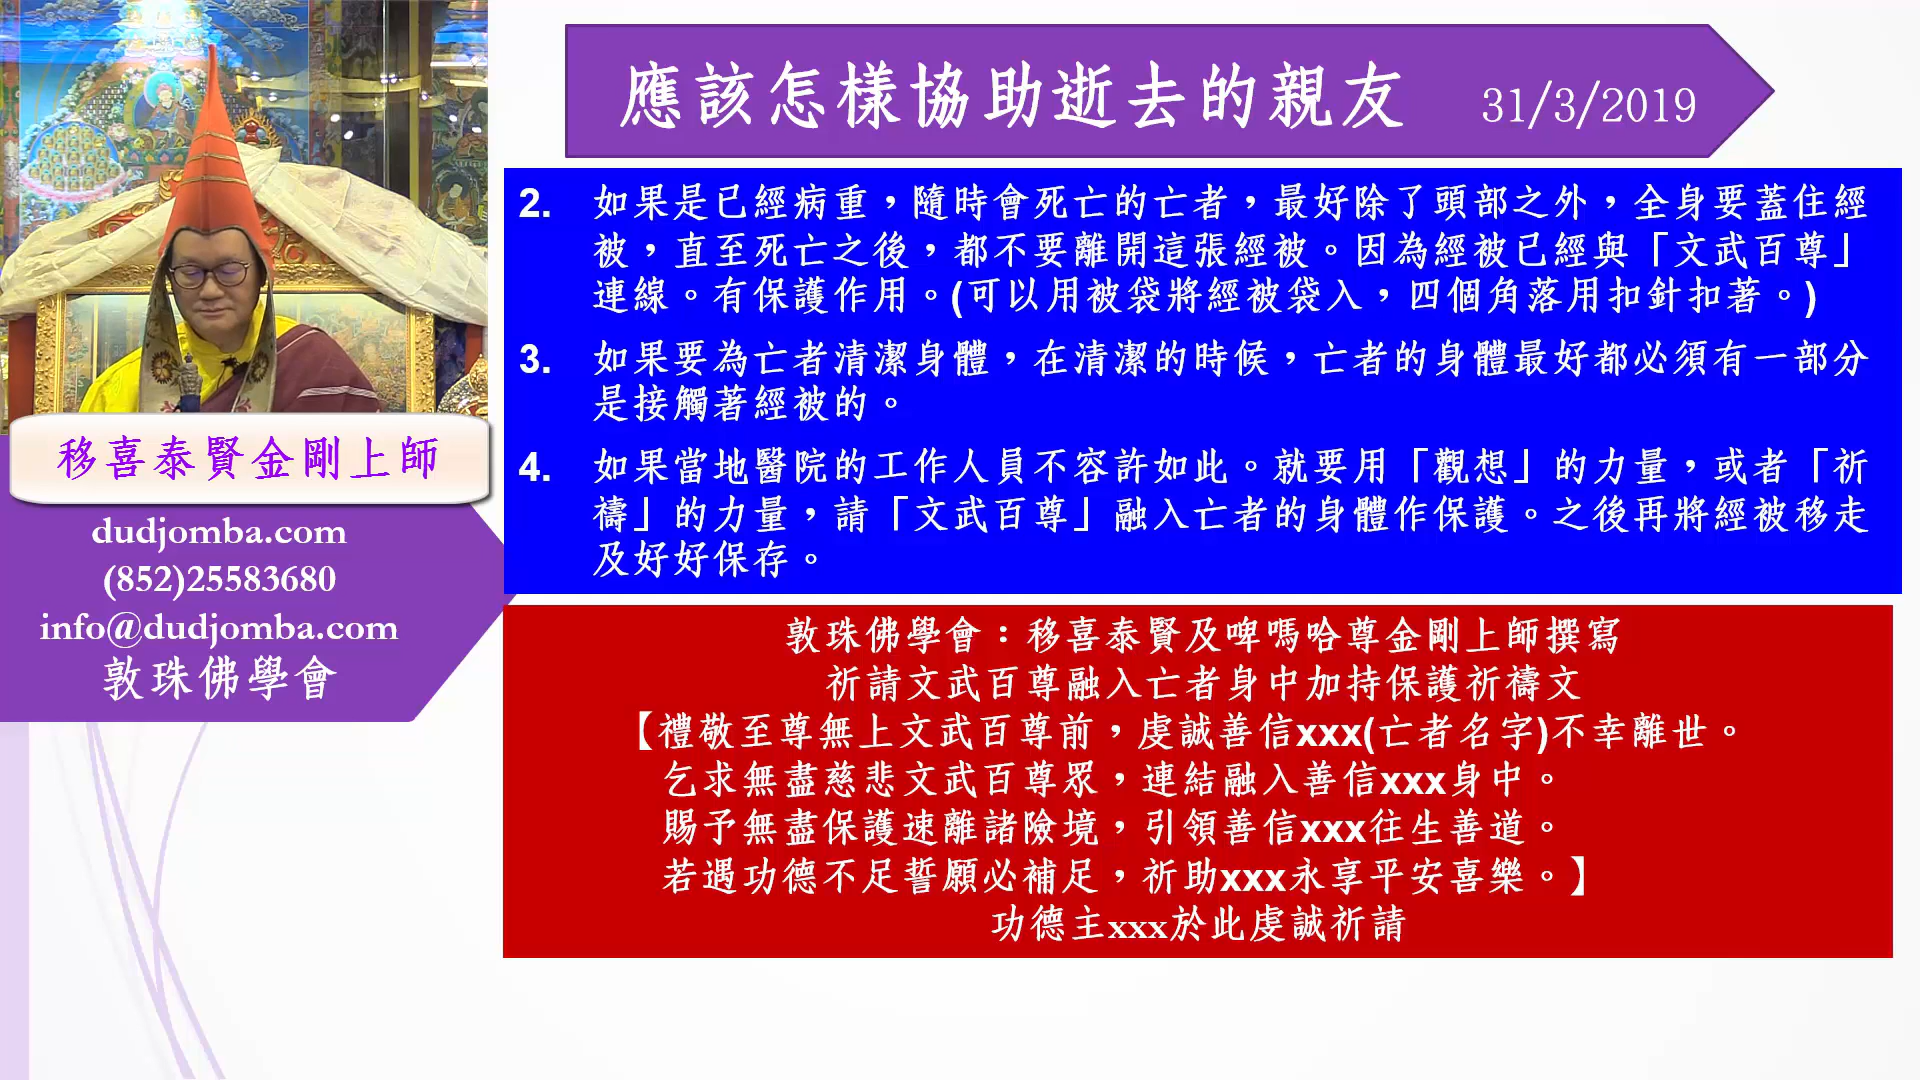 應該怎樣協助逝去的親友 31/3/2019
2. 如果是已經病重，隨時會死亡的亡者，最好除了頭部之外，全身要蓋住經
被，直至死亡之後，都不要離開這張經被。因為經被已經與「文武百尊」
連線。有保護作用。(可以用被袋將經被袋入，四個角落用扣針扣著。)
3. 如果要為亡者清潔身體，在清潔的時候，亡者的身體最好都必須有一部分
是接觸著經被的。
4. 如果當地醫院的工作人員不容許如此。就要用「觀想」的力量，或者「祈
禱」的力量，請「文武百尊」融入亡者的身體作保護。之後再將經被移走
及好好保存。
移喜泰賢金剛上師
dudjomba.com
(852)25583680
info@dudjomba.com
敦珠佛學會
敦珠佛學會：移喜泰賢及啤嗎哈尊金剛上師撰寫
祈請文武百尊融入亡者身中加持保護祈禱文
【禮敬至尊無上文武百尊前，虔誠善信xxx(亡者名字)不幸離世。
乞求無盡慈悲文武百尊眾，連結融入善信xxx身中。
賜予無盡保護速離諸險境，引領善信xxx往生善道。
若遇功德不足誓願必補足，祈助xxx永享平安喜樂。】
功德主xxx於此虔誠祈請